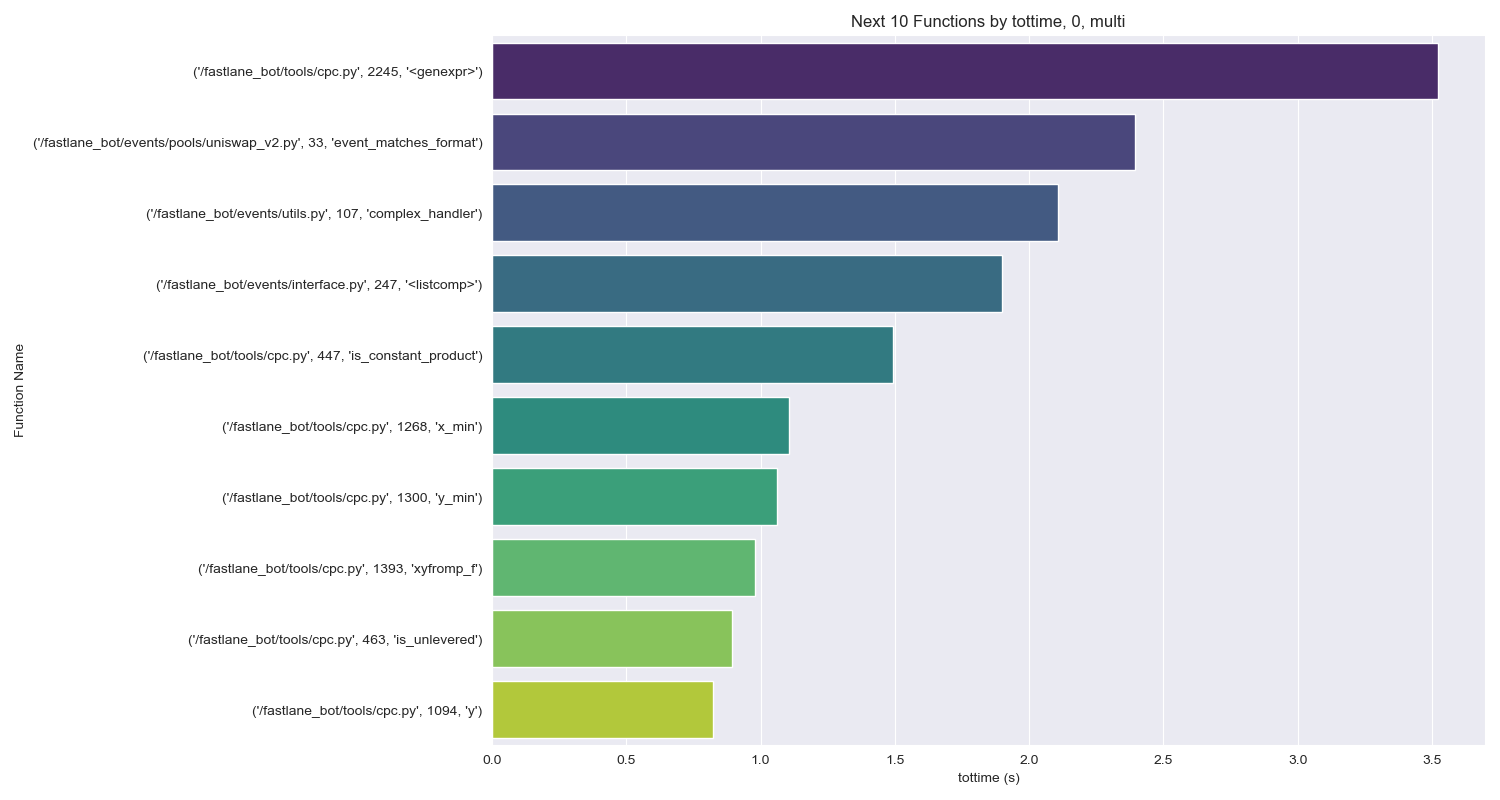 Next 10 Functions by tottime, 0, multi
('/fastlane_bot/tools/cpc.py', 2245, '<genexpr>')
('/fastlane_bot/events/pools/uniswap_v2.py', 33, 'event_matches_format')
('/fastlane_bot/events/utils.py', 107, 'complex_handler')
('/fastlane_bot/events/interface.py', 247, '<listcomp>')
('/fastlane_bot/tools/cpc.py', 447, 'is_constant_product')
('/fastlane_bot/tools/cpc.py', 1268, 'x_min')
('/fastlane_bot/tools/cpc.py', 1300, 'y_min')
('/fastlane_bot/tools/cpc.py', 1393, 'xyfromp_f')
('/fastlane_bot/tools/cpc.py', 463, 'is_unlevered')
('/fastlane_bot/tools/cpc.py', 1094, 'y')
Function Name
0.0 0.5 1.0 1.5 2.0 2.5 3.0 3.5
tottime (s)